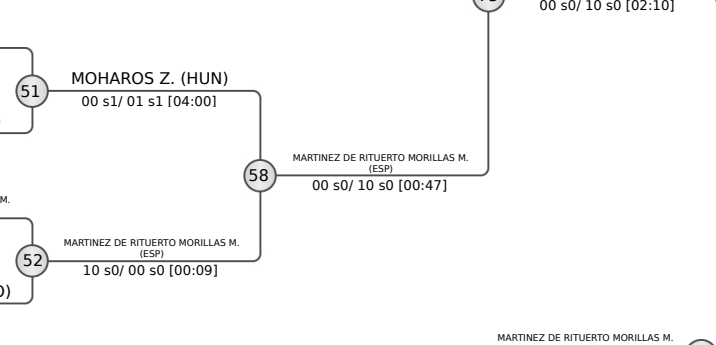 00 s0/ 10 s0 [02:10]
51
MOHAROS Z. (HUN)
00 s1/ 01 s1 [04:00]
58
MARTINEZ DE RITUERTO MORILLAS M.
(ESP)
00 s0/ 10 s0 [00:47]
M.
52
MARTINEZ DE RITUERTO MORILLAS M.
(ESP)
10 s0/ 00 s0 [00:09]
)
MARTINEZ DE RITUERTO MORILLAS M.